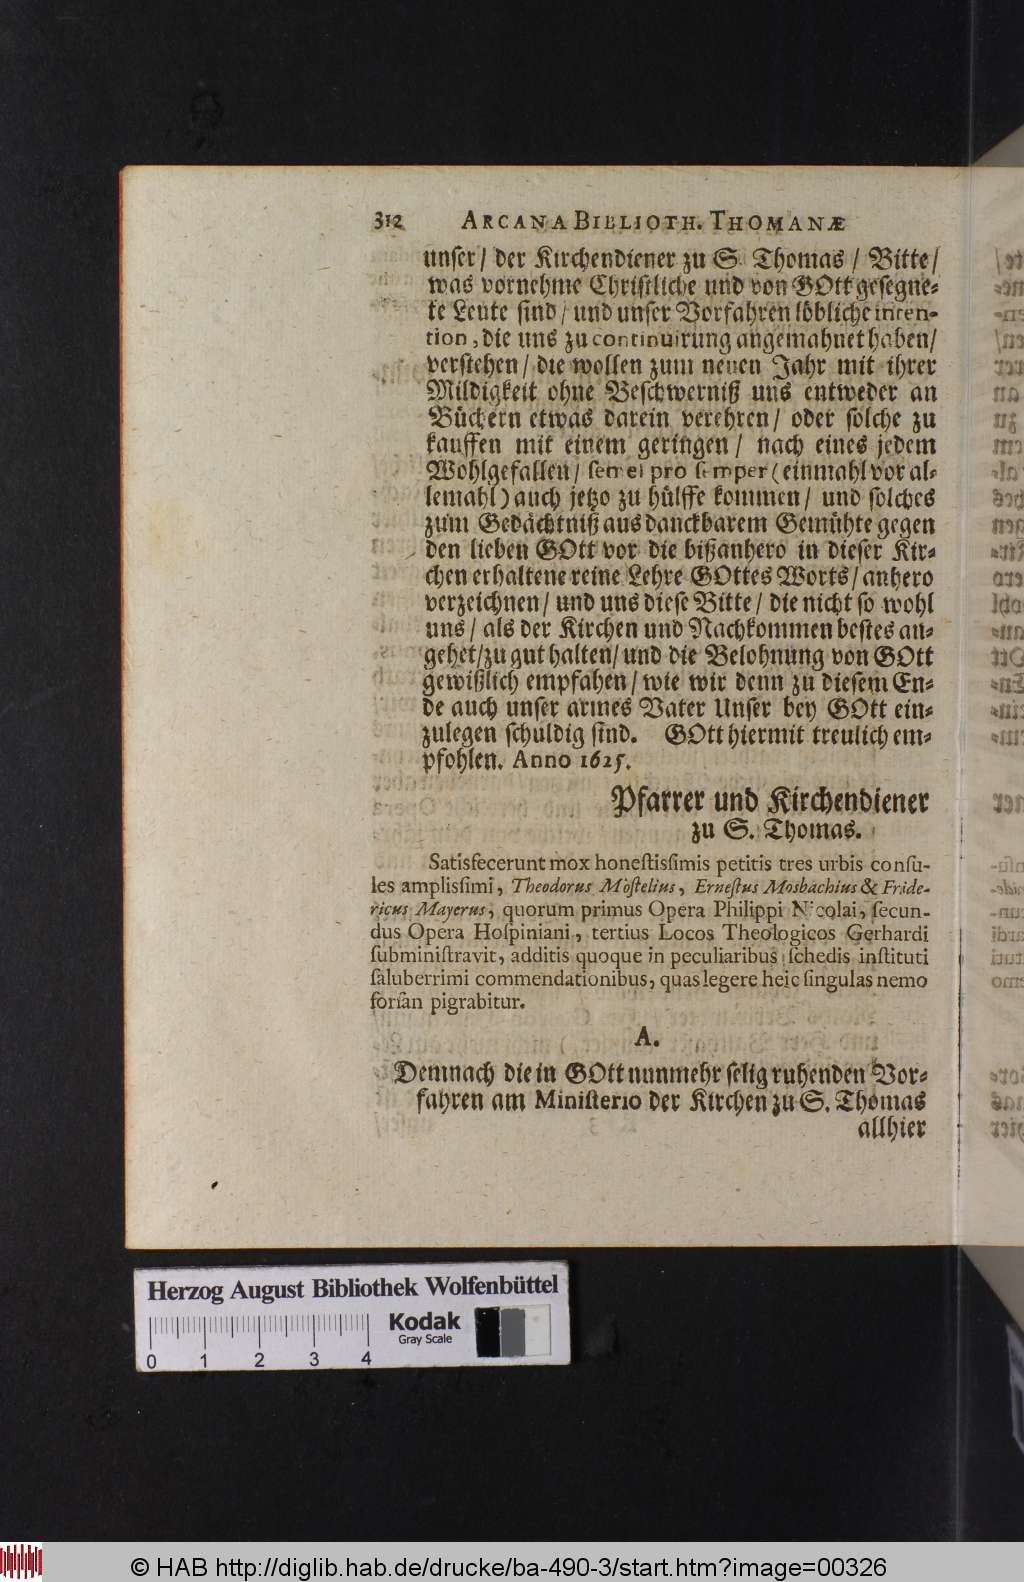 312 ARCANA BIBLIOTH. THOMANÆ
unser / der Kirchendiener zu S. Thomas / Bitte /
was vornehme Christliche und von GOtt gesegne-
te Leute sind / und unser Vorfahren löbliche inten-
tion, die uns zu continuirung angemahnet haben /
verstehen / die wollen zum neuen Jahr mit ihrer
Mildigkeit ohne Beschwerniß uns entweder an
Büchern etwas darein verehren / oder solche zu
kauffen mit einem geringen / nach eines jedem
Wohlgefallen / semel pro semper (einmahl vor al-
lemahl) auch jetzo zu hülffe kommen / und solches
zum Gedächtniß aus danckbarem Gemühte gegen
den lieben GOtt vor die bißanhero in dieser Kir-
chen erhaltene reine Lehre GOttes Worts / anhero
verzeichnen / und uns diese Bitte / die nicht so wohl
uns / als der Kirchen und Nachkommen bestes an-
gehet / zu gut halten / und die Belohnung von GOtt
gewißlich empfahen / wie wir denn zu diesem En-
de auch unser armes Vater Unser bey GOtt ein-
zulegen schuldig sind. GOtt hiermit treulich em-
pfohlen. Anno 1625.
Pfarrer und Kirchendiener
zu S. Thomas.
Satisfecerunt mox honestissimis petitis tres urbis consu-
les amplissimi, Theodorus Möstelius, Ernestus Mosbachius & Fride-
ricus Mayerus, quorum primus Opera Philippi Nicolai, secun-
dus Opera Hospiniani, tertius Locos Theologicos Gerhardi
subministravit, additis quoque in peculiaribus schedis instituti
saluberrimi commendationibus, quas legere heic singulas nemo
forsan pigrabitur.
A.
Demnach die in GOtt nunmehr selig ruhenden Vor-
fahren am Ministerio der Kirchen zu S. Thomas
allhier
Herzog August Bibliothek Wolfenbüttel
Kodak
Gray Scale
0 1 2 3 4
© HAB http://diglib.hab.de/drucke/ba-490-3/start.htm?image=00326